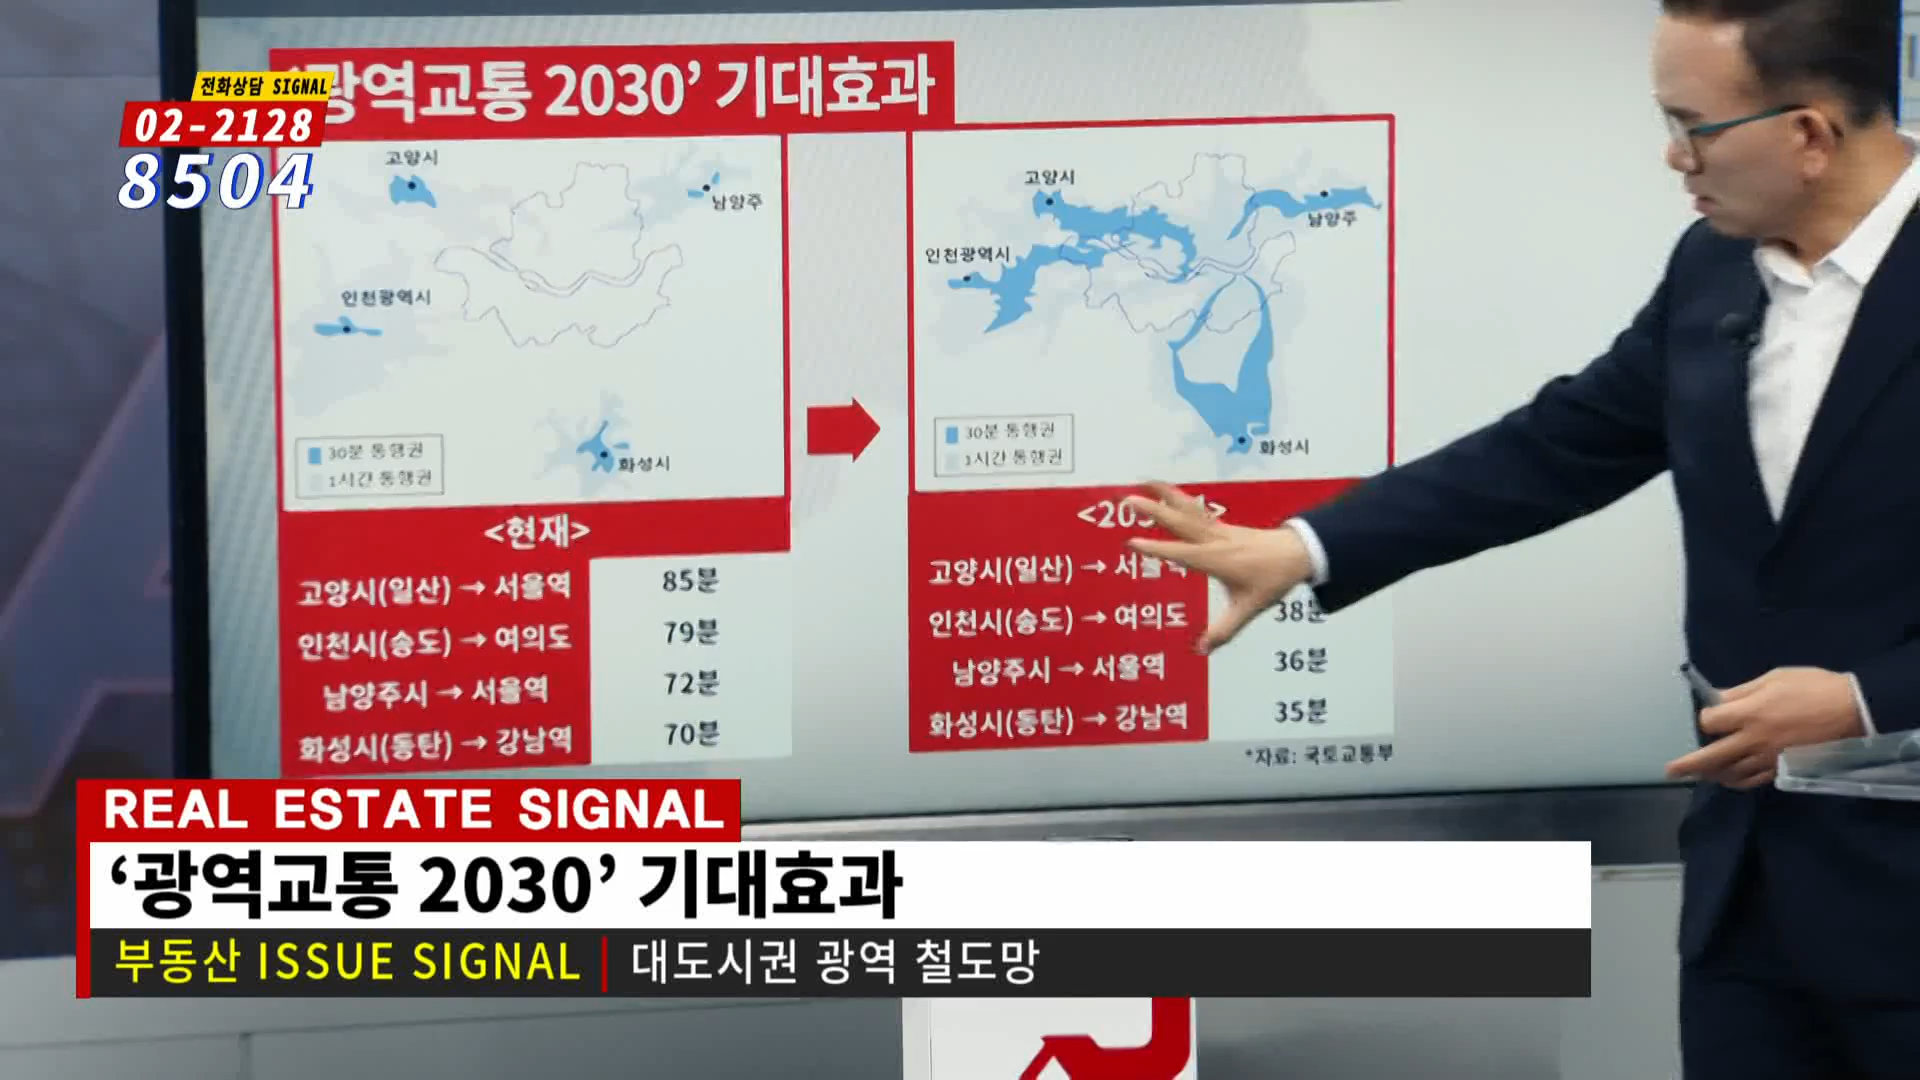 전화상담 SIGNAL
02-2128
8504
광역교통 2030’ 기대효과
고양시
남양주
인천광역시
화성시
30분 통행권
1시간 통행권
<현재>
고양시(일산) → 서울역 85분
인천시(송도) → 여의도 79분
남양주시 → 서울역 72분
화성시(동탄) → 강남역 70분
고양시
남양주
인천광역시
화성시
30분 통행권
1시간 통행권
고양시(일산) → 서울역
인천시(송도) → 여의도 38분
남양주시 → 서울역 36분
화성시(동탄) → 강남역 35분
*자료: 국토교통부
REAL ESTATE SIGNAL
‘광역교통 2030’ 기대효과
부동산 ISSUE SIGNAL | 대도시권 광역 철도망